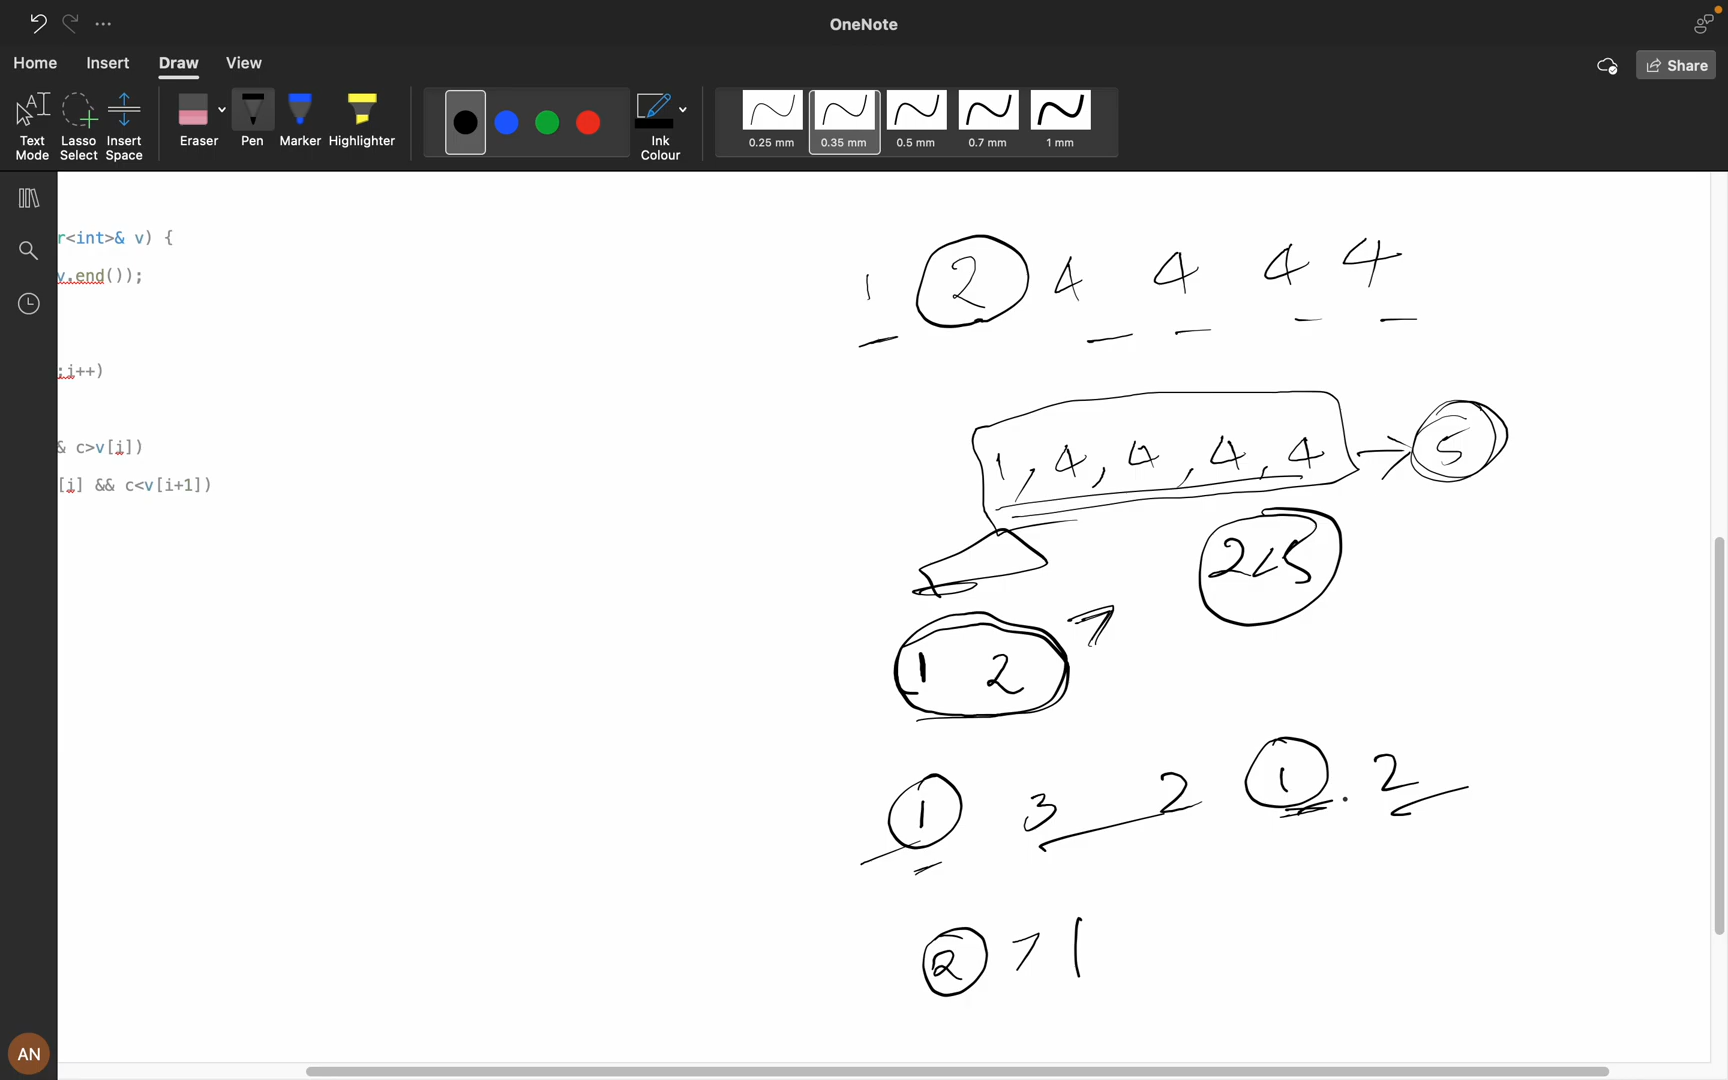 OneNote
Home Insert Draw View
Share
Text Mode
Lasso Select
Insert Space
Eraser
Pen
Marker
Highlighter
Ink Colour
0.25 mm
0.35 mm
0.5 mm
0.7 mm
1 mm
r<int>& v) {
v.end());
;i++)
& c>v[i])
[i] && c<v[i+1])
1 2 4 4 4 4
1, 4, 4, 4, 4 → 5
2<5
1 2
1 3 2 1 . 2
2 > 1
AN